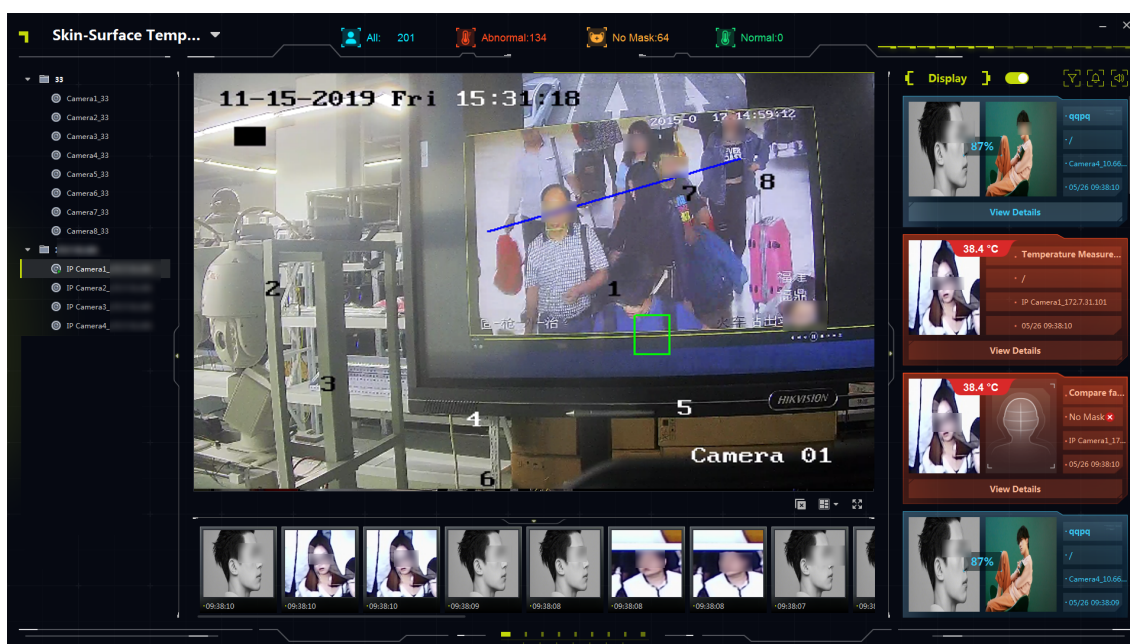 Skin-Surface Temp...
All: 201
Abnormal:134
No Mask:64
Normal:0
33
Camera1_33
Camera2_33
Camera3_33
Camera4_33
Camera5_33
Camera6_33
Camera7_33
Camera8_33
IP Camera1_
IP Camera2_
IP Camera3_
IP Camera4_
11-15-2019 Fri 15:31:18
2015-0 17 14:59:42
7
8
2
1
3
4
5
6
HIKVISION
Camera 01
09:38:10
09:38:10
09:38:10
09:38:09
09:38:08
09:38:08
09:38:08
09:38:07
Display
87%
qqpq
/
Camera4_10.66...
05/26 09:38:10
View Details
38.4 °C
Temperature Measure...
/
IP Camera1_172.7.31.101
05/26 09:38:10
View Details
38.4 °C
Compare fa...
No Mask
IP Camera1_17...
05/26 09:38:10
View Details
87%
qqpq
/
Camera4_10.66...
05/26 09:38:09